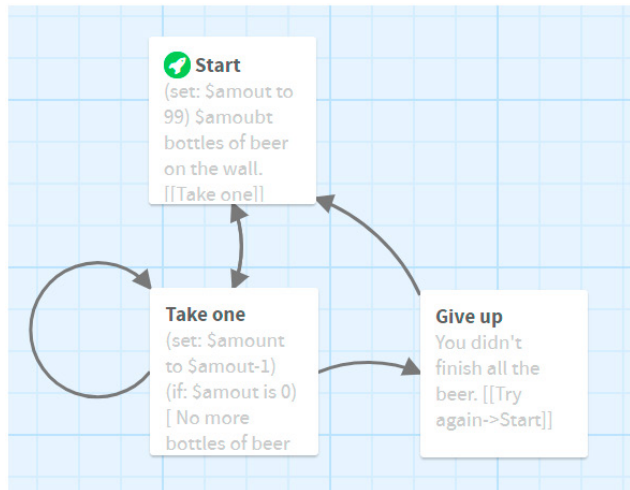 Start
(set: $amout to
99) $amoubt
bottles of beer
on the wall.
[[Take one]]
Take one
(set: $amount
to $amout-1)
(if: $amout is 0)
[ No more
bottles of beer
Give up
You didn't
finish all the
beer. [[Try
again->Start]]